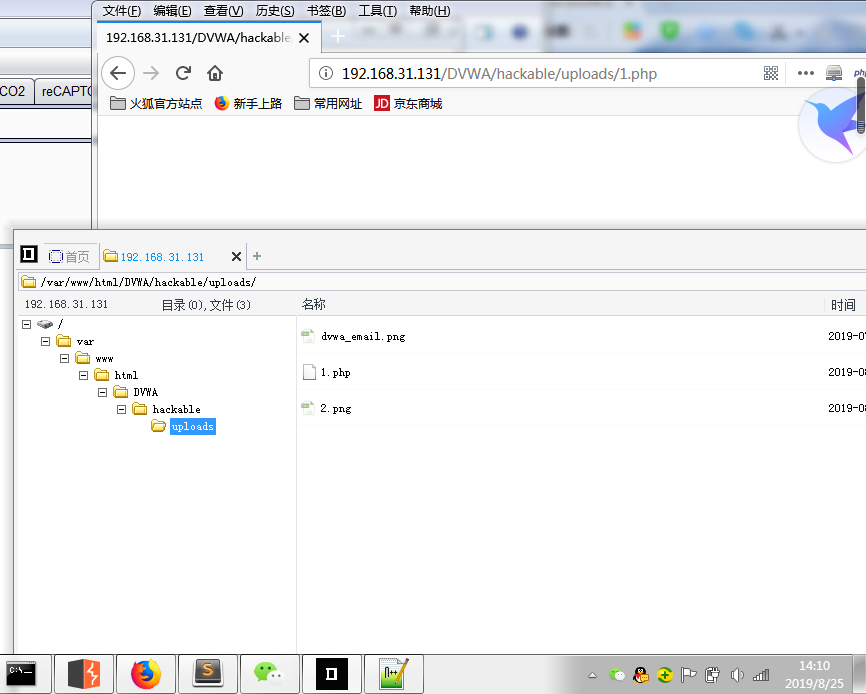 文件(F) 编辑(E) 查看(V) 历史(S) 书签(B) 工具(T) 帮助(H)
192.168.31.131/DVWA/hackable
CO2 reCAPTC
192.168.31.131/DVWA/hackable/uploads/1.php
php
火狐官方站点 新手上路 常用网址 JD 京东商城
首页 192.168.31.131
/var/www/html/DVWA/hackable/uploads/
192.168.31.131 目录(0),文件(3) 名称 时间
/
var
www
html
DVWA
hackable
uploads
dvwa_email.png 2019-07
1.php 2019-08
2.png 2019-08
C:\
S
14:10
2019/8/25